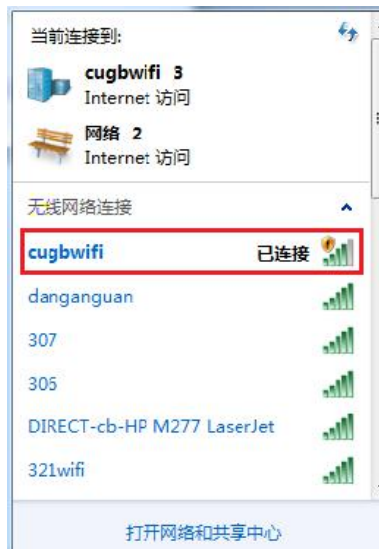 当前连接到:
cugbwifi 3
Internet 访问
网络 2
Internet 访问
无线网络连接
cugbwifi 已连接
danganguan
307
305
DIRECT-cb-HP M277 LaserJet
321wifi
打开网络和共享中心